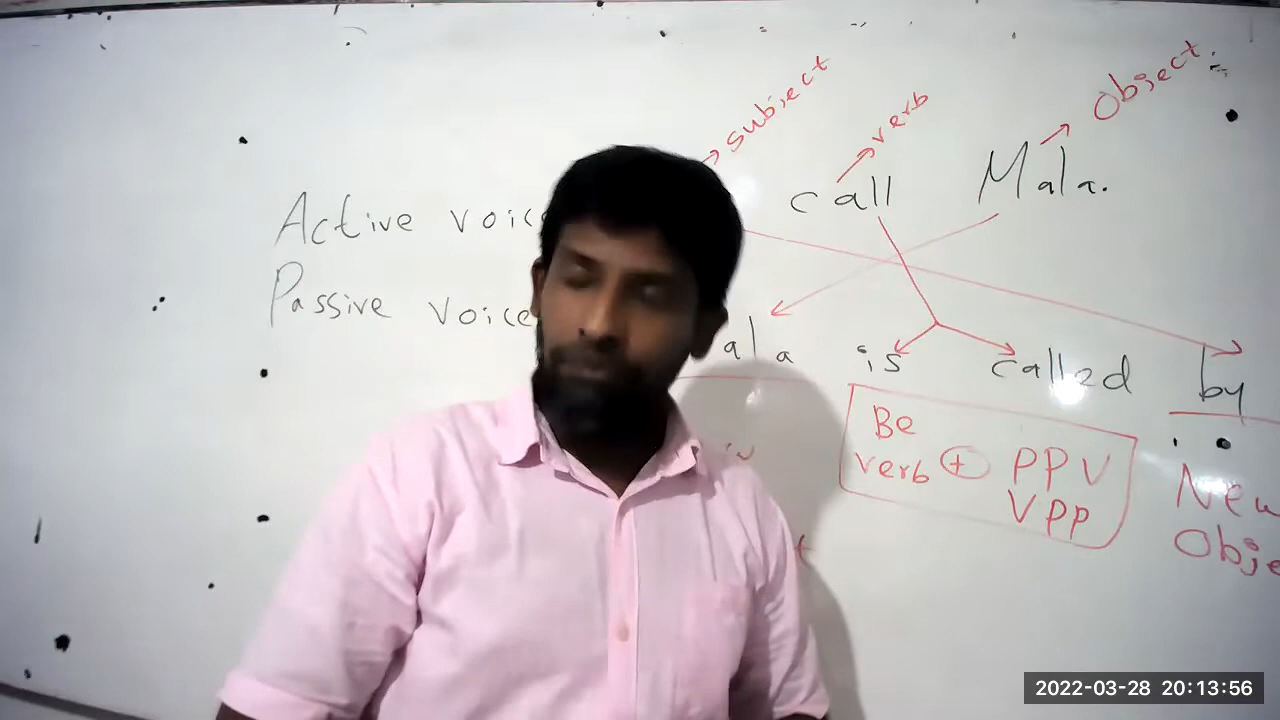 subject
verb
Object
call Mala.
Active voice
Passive voice
ala is called by
Be
verb + PPV
VPP
New
Obje
2022-03-28 20:13:56